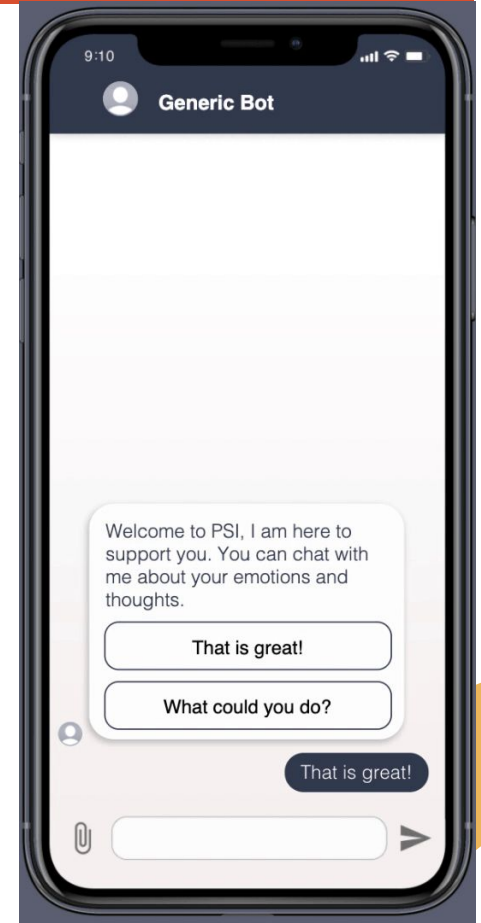 9:10
Generic Bot
Welcome to PSI, I am here to
support you. You can chat with
me about your emotions and
thoughts.
That is great!
What could you do?
That is great!